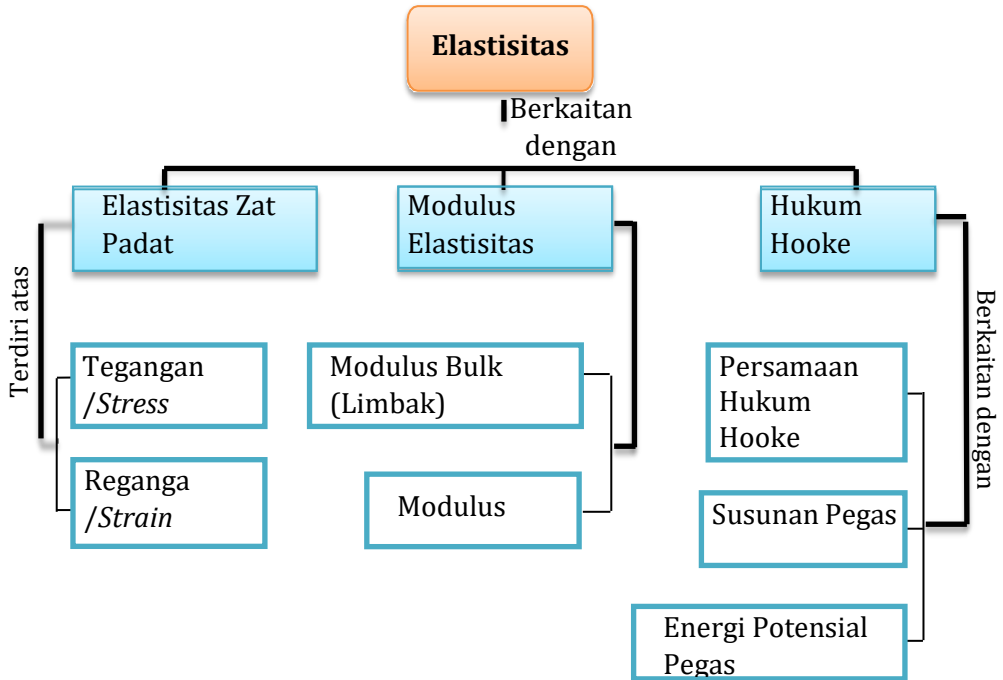 Elastisitas
Berkaitan
dengan
Elastisitas Zat
Padat
Modulus
Elastisitas
Hukum
Hooke
Terdiri atas
Tegangan
/Stress
Reganga
/Strain
Modulus Bulk
(Limbak)
Modulus
Berkaitan dengan
Persamaan
Hukum
Hooke
Susunan Pegas
Energi Potensial
Pegas